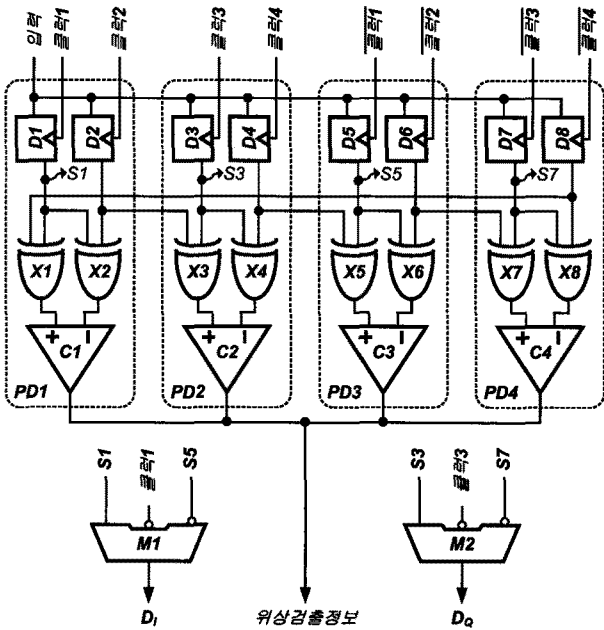 입력 클럭1 클럭2 클럭3 클럭4 클럭1 클럭2 클럭3 클럭4
D1 D2 D3 D4 D5 D6 D7 D8
S1 S3 S5 S7
X1 X2 X3 X4 X5 X6 X7 X8
+ − + − + − + −
C1 C2 C3 C4
PD1 PD2 PD3 PD4
S1 클럭1 S5 S3 클럭3 S7
M1 M2
DI 위상검출정보 DQ